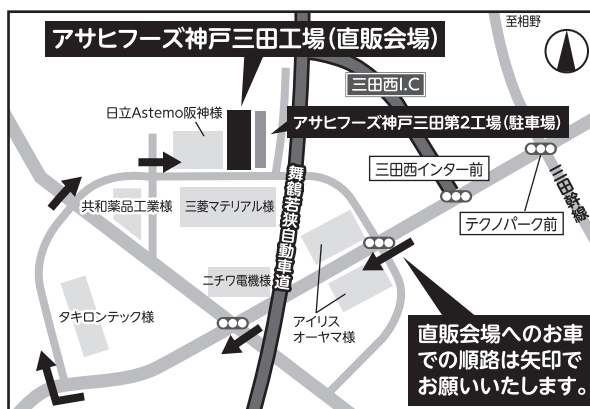 至相野
アサヒフーズ神戸三田工場(直販会場)
三田西I.C
日立Astemo阪神様
アサヒフーズ神戸三田第2工場(駐車場)
三田西インター前
三田幹線
共和薬品工業様
三菱マテリアル様
舞鶴若狭自動車道
テクノパーク前
ニチワ電機様
タキロンテック様
アイリス
オーヤマ様
直販会場へのお車
での順路は矢印で
お願いいたします。